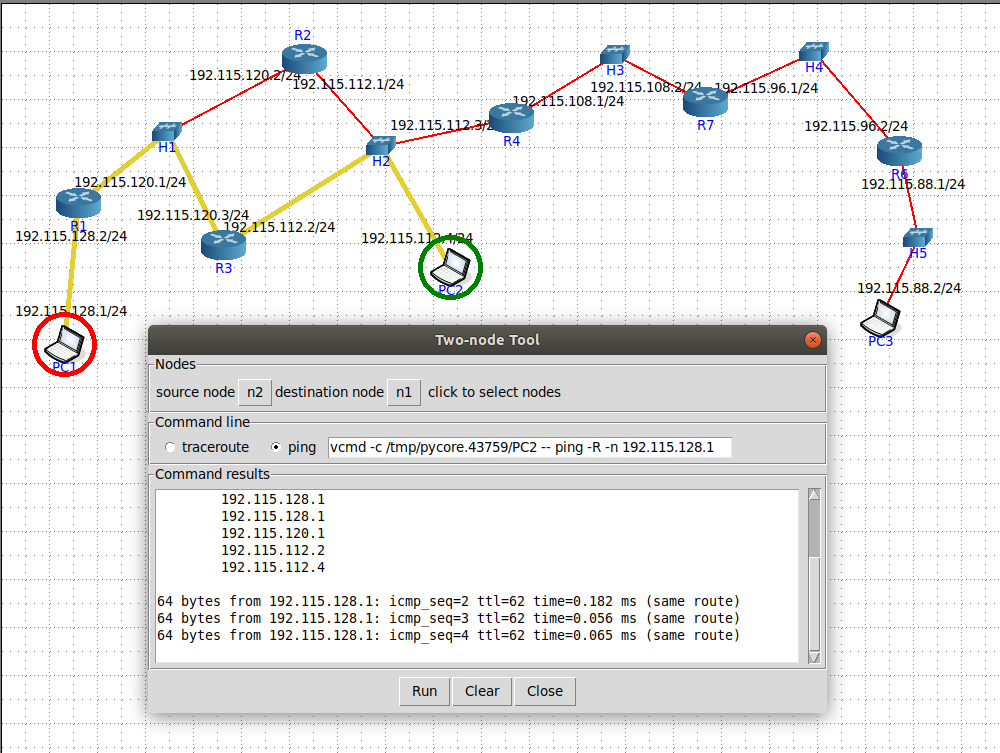 R2
192.115.120.2/24
192.115.112.1/24
H3
H4
192.115.108.2/24
192.115.96.1/24
192.115.108.1/24
R7
192.115.112.3/2
R4
192.115.96.2/24
H1
H2
R6
192.115.120.1/24
192.115.88.1/24
192.115.120.3/24
R1
192.115.112.2/24
192.115.128.2/24
192.115.112.4/24
H5
R3
PC2
192.115.88.2/24
192.115.128.1/24
PC3
PC1
Two-node Tool
Nodes
source node n2 destination node n1 click to select nodes
Command line
traceroute ping vcmd -c /tmp/pycore.43759/PC2 -- ping -R -n 192.115.128.1
Command results
192.115.128.1
192.115.128.1
192.115.120.1
192.115.112.2
192.115.112.4
64 bytes from 192.115.128.1: icmp_seq=2 ttl=62 time=0.182 ms (same route)
64 bytes from 192.115.128.1: icmp_seq=3 ttl=62 time=0.056 ms (same route)
64 bytes from 192.115.128.1: icmp_seq=4 ttl=62 time=0.065 ms (same route)
Run Clear Close